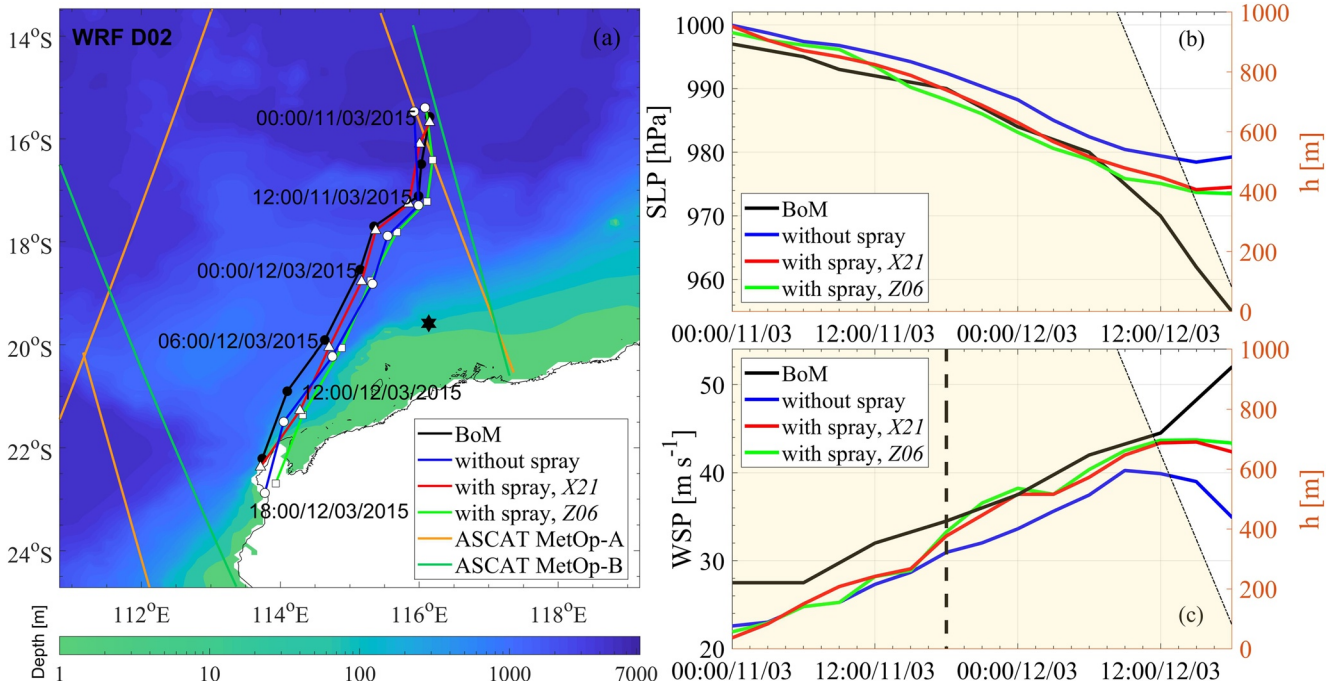 WRF D02
(a)
14°S
16°S
18°S
20°S
22°S
24°S
00:00/11/03/2015
12:00/11/03/2015
00:00/12/03/2015
06:00/12/03/2015
12:00/12/03/2015
18:00/12/03/2015
BoM
without spray
with spray, X21
with spray, Z06
ASCAT MetOp-A
ASCAT MetOp-B
112°E 114°E 116°E 118°E
Depth [m]
1 10 100 1000 7000
(b)
SLP [hPa]
1000
990
980
970
960
BoM
without spray
with spray, X21
with spray, Z06
h [m]
1000
800
600
400
200
0
00:00/11/03 12:00/11/03 00:00/12/03 12:00/12/03
(c)
WSP [m s⁻¹]
50
40
30
20
BoM
without spray
with spray, X21
with spray, Z06
h [m]
1000
800
600
400
200
0
00:00/11/03 12:00/11/03 00:00/12/03 12:00/12/03